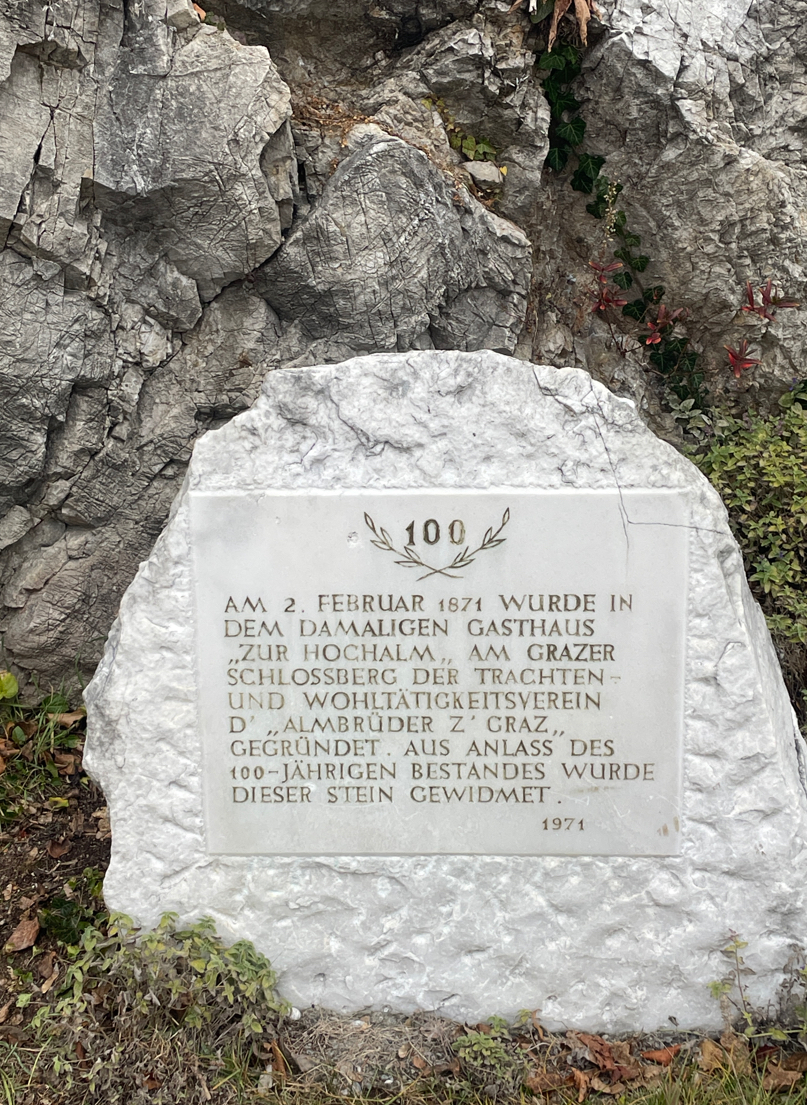 100
AM 2. FEBRUAR 1871 WURDE IN
DEM DAMALIGEN GASTHAUS
„ZUR HOCHALM„ AM GRAZER
SCHLOSSBERG DER TRACHTEN-
UND WOHLTÄTIGKEITSVEREIN
D' „ALMBRÜDER Z' GRAZ„
GEGRÜNDET. AUS ANLASS DES
100-JÄHRIGEN BESTANDES WURDE
DIESER STEIN GEWIDMET.
1971